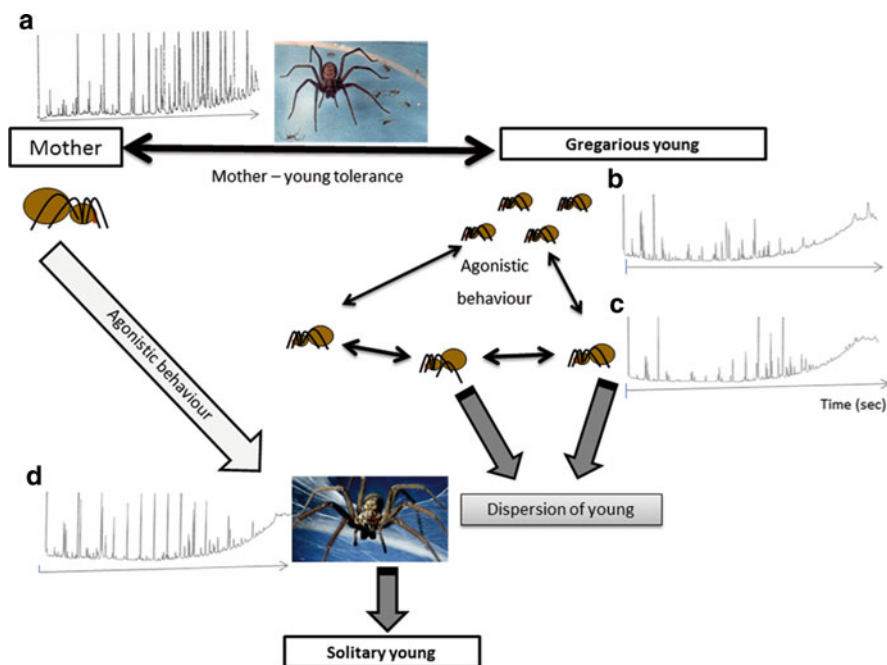 a
Mother
Gregarious young
Mother – young tolerance
b
Agonistic
behaviour
c
Agonistic behaviour
Time (sec)
d
Dispersion of young
Solitary young